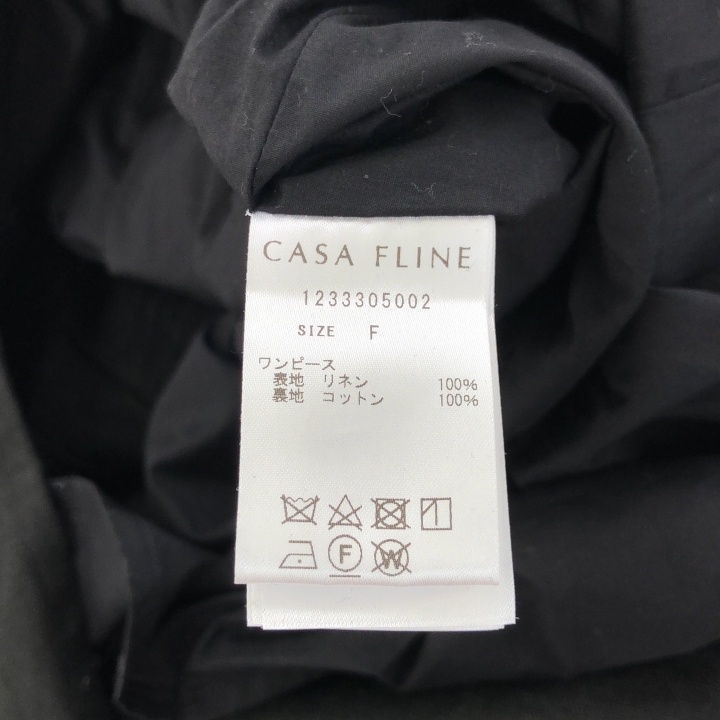 CASA FLINE
1233305002
SIZE F
ワンピース
表地 リネン 100%
裏地 コットン 100%
F
W